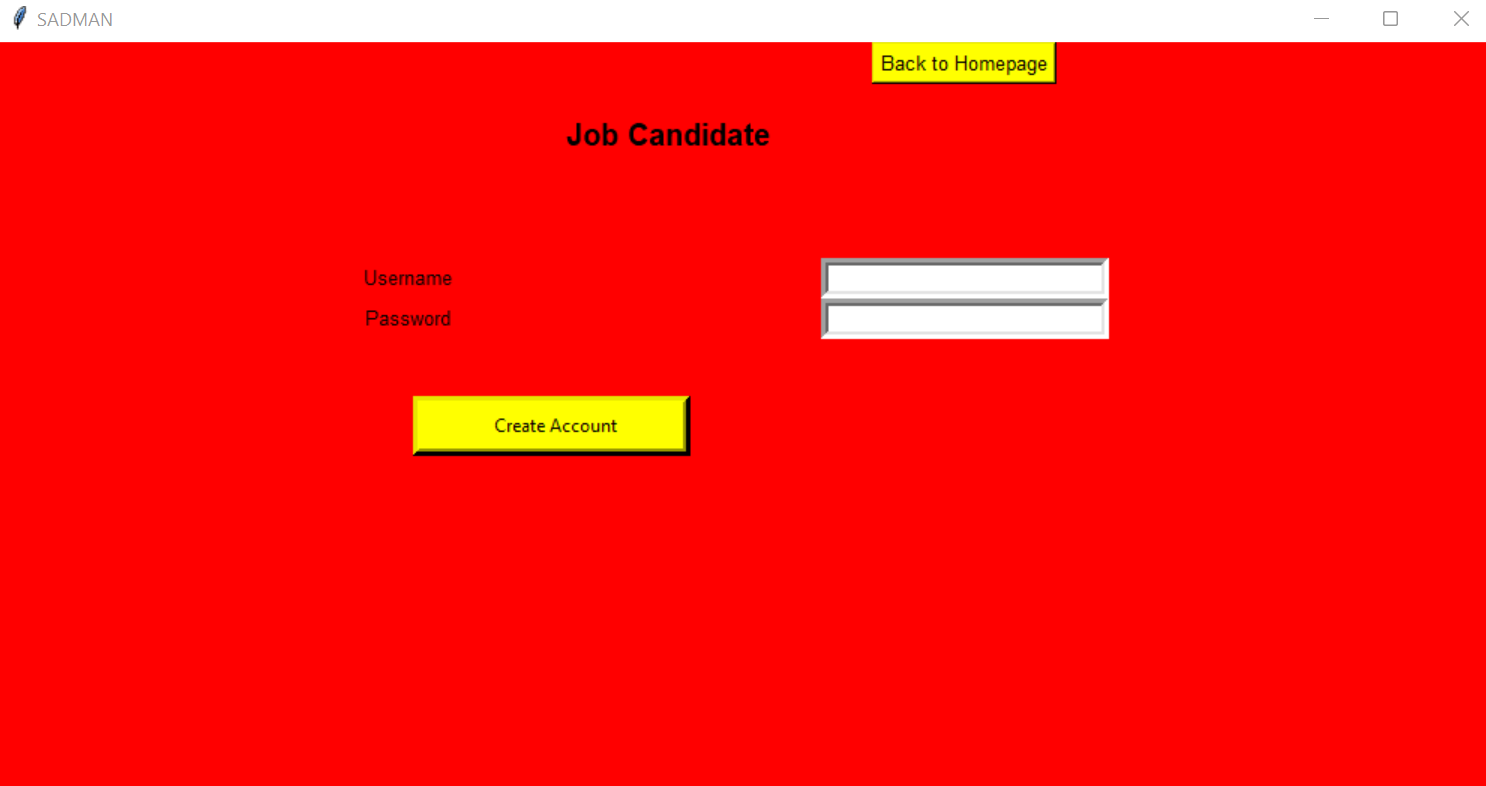 SADMAN
Back to Homepage
Job Candidate
Username
Password
Create Account